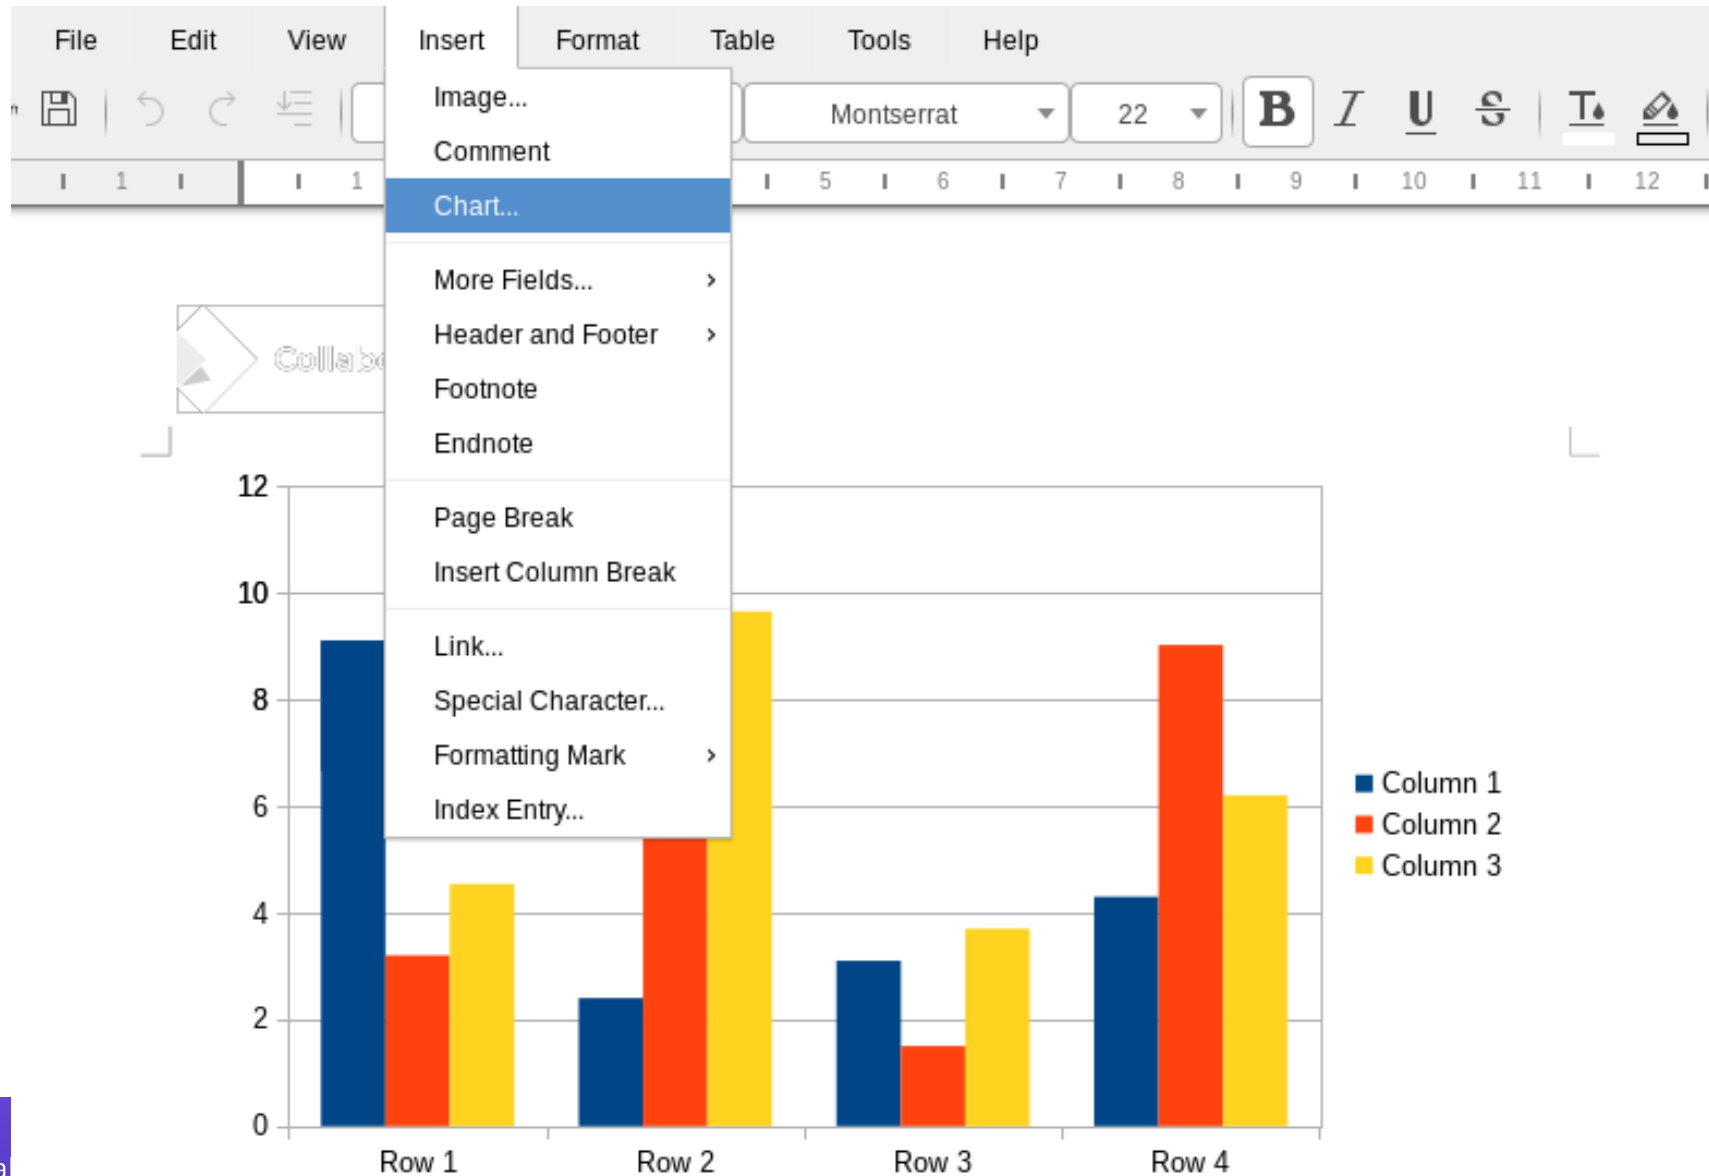 File Edit View Insert Format Table Tools Help
Montserrat 22 B I U S T
1 1 5 6 7 8 9 10 11 12
Image...
Comment
Chart...
More Fields...
Header and Footer
Footnote
Endnote
Page Break
Insert Column Break
Link...
Special Character...
Formatting Mark
Index Entry...
12
10
8
6
4
2
0
Row 1 Row 2 Row 3 Row 4
Column 1
Column 2
Column 3